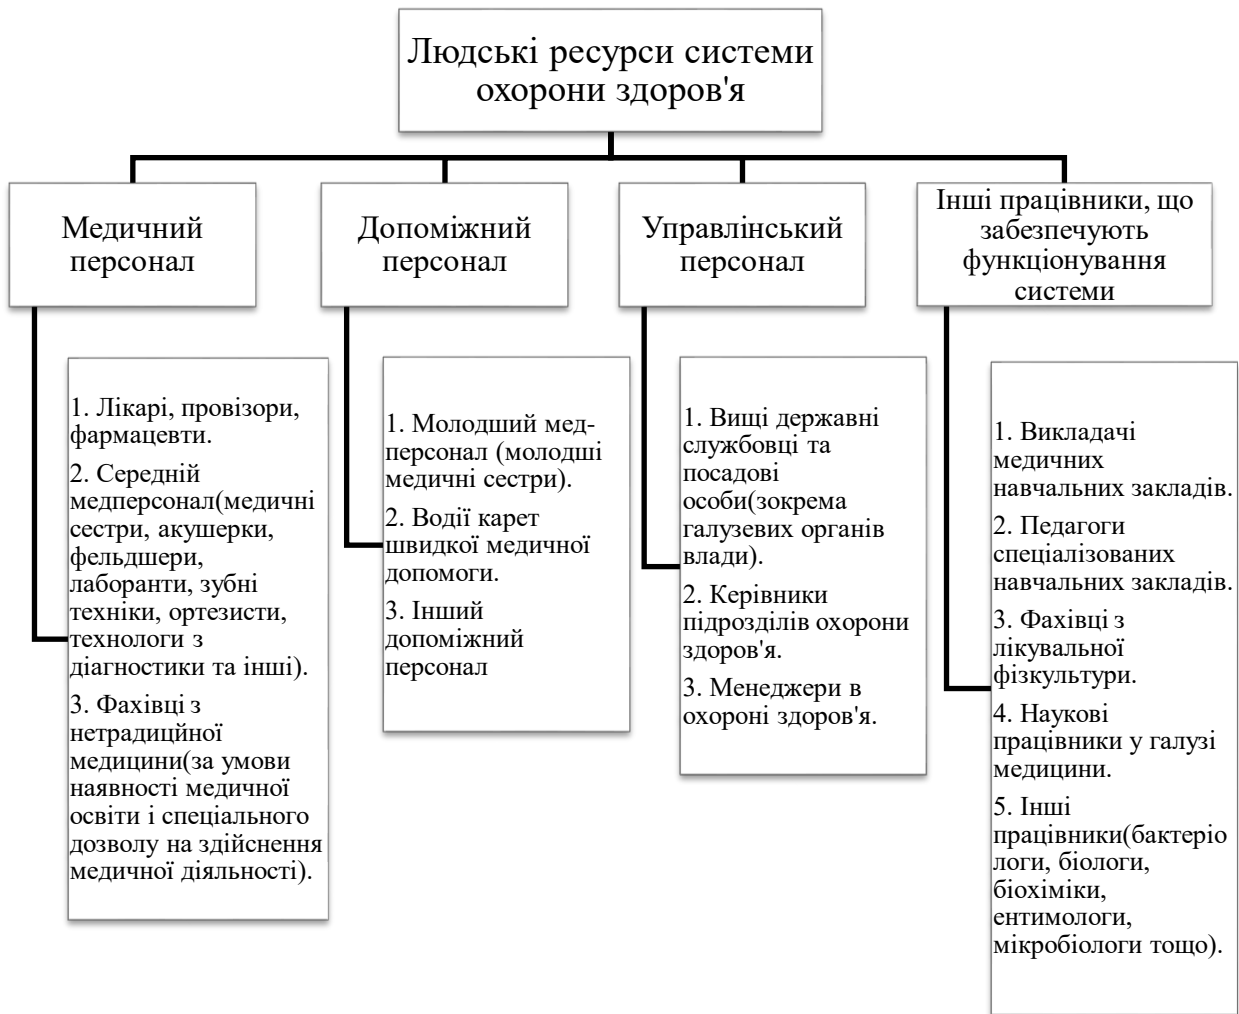 Людські ресурси системи
охорони здоров'я
Медичний
персонал
Допоміжний
персонал
Управлінський
персонал
Інші працівники, що
забезпечують
функціонування
системи
1. Лікарі, провізори,
фармацевти.
2. Середній
медперсонал(медичні
сестри, акушерки,
фельдшери,
лаборанти, зубні
техніки, ортезисти,
технологи з
діагностики та інші).
3. Фахівці з
нетрадиційної
медицини(за умови
наявності медичної
освіти і спеціального
дозволу на здійснення
медичної діяльності).
1. Молодший мед-
персонал (молодші
медичні сестри).
2. Водії карет
швидкої медичної
допомоги.
3. Інший
допоміжний
персонал
1. Вищі державні
службовці та
посадові
особи(зокрема
галузевих органів
влади).
2. Керівники
підрозділів охорони
здоров'я.
3. Менеджери в
охороні здоров'я.
1. Викладачі
медичних
навчальних закладів.
2. Педагоги
спеціалізованих
навчальних закладів.
3. Фахівці з
лікувальної
фізкультури.
4. Наукові
працівники у галузі
медицини.
5. Інші
працівники(бактеріо
логи, біологи,
біохіміки,
ентимологи,
мікробіологи тощо).